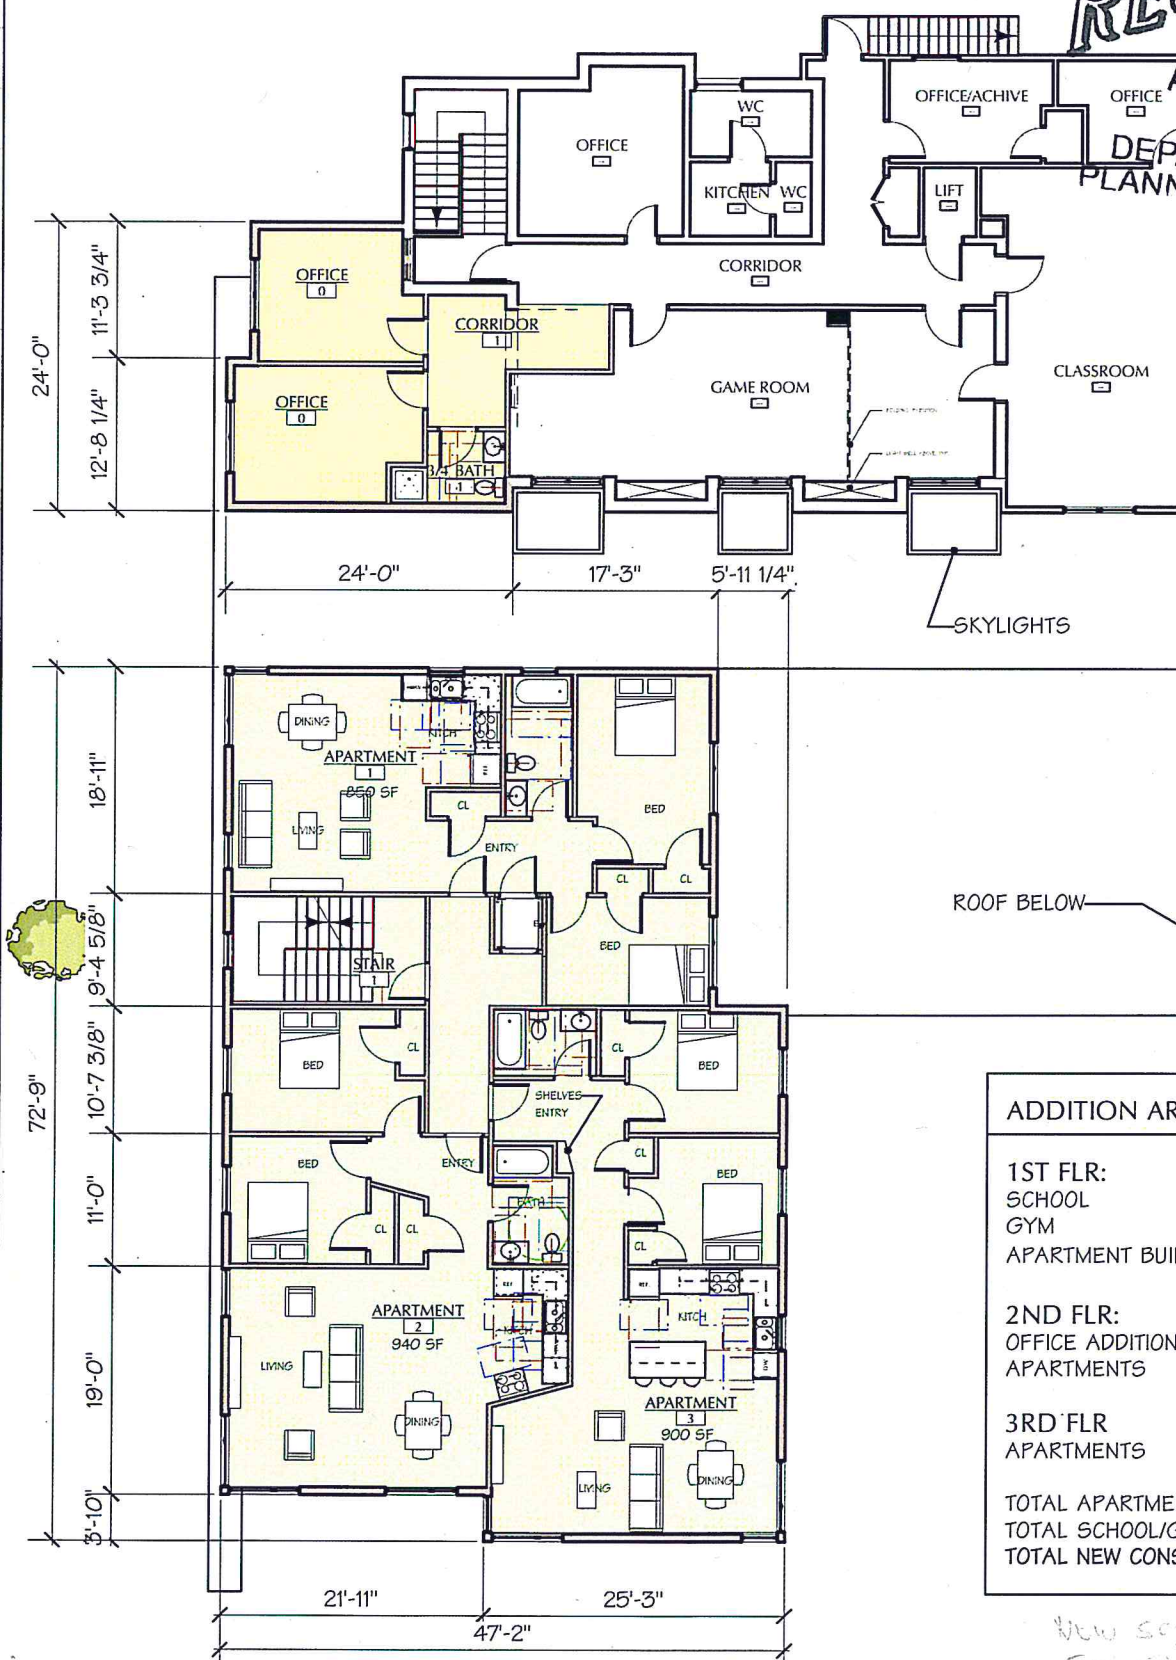 OFFICE/ACHIVE
OFFICE
DEP
PLANN
WC
OFFICE
KITCHEN
WC
LIFT
CORRIDOR
OFFICE
0
CORRIDOR
1
11'-3 3/4"
24'-0"
GAME ROOM
CLASSROOM
OFFICE
0
12'-8 1/4"
3/4 BATH
1
24'-0"
17'-3"
5'-11 1/4"
SKYLIGHTS
DINING
KITCH
APARTMENT
1
850 SF
18'-11"
CL
BED
LIVING
ENTRY
CL
CL
ROOF BELOW
9'-4 5/8"
BED
STAIR
1
10'-7 3/8"
BED
CL
CL
BED
72'-9"
SHELVES
ENTRY
BED
ENTRY
CL
BED
11'-0"
BATH
CL
CL
CL
REF.
REF.
APARTMENT
2
940 SF
KITCH
KITCH
DW
LIVING
19'-0"
APARTMENT
3
900 SF
DINING
DINING
LIVING
3'-10"
21'-11"
25'-3"
47'-2"
ADDITION AR
1ST FLR:
SCHOOL
GYM
APARTMENT BUI
2ND FLR:
OFFICE ADDITION
APARTMENTS
3RD FLR
APARTMENTS
TOTAL APARTME
TOTAL SCHOOL/G
TOTAL NEW CONS